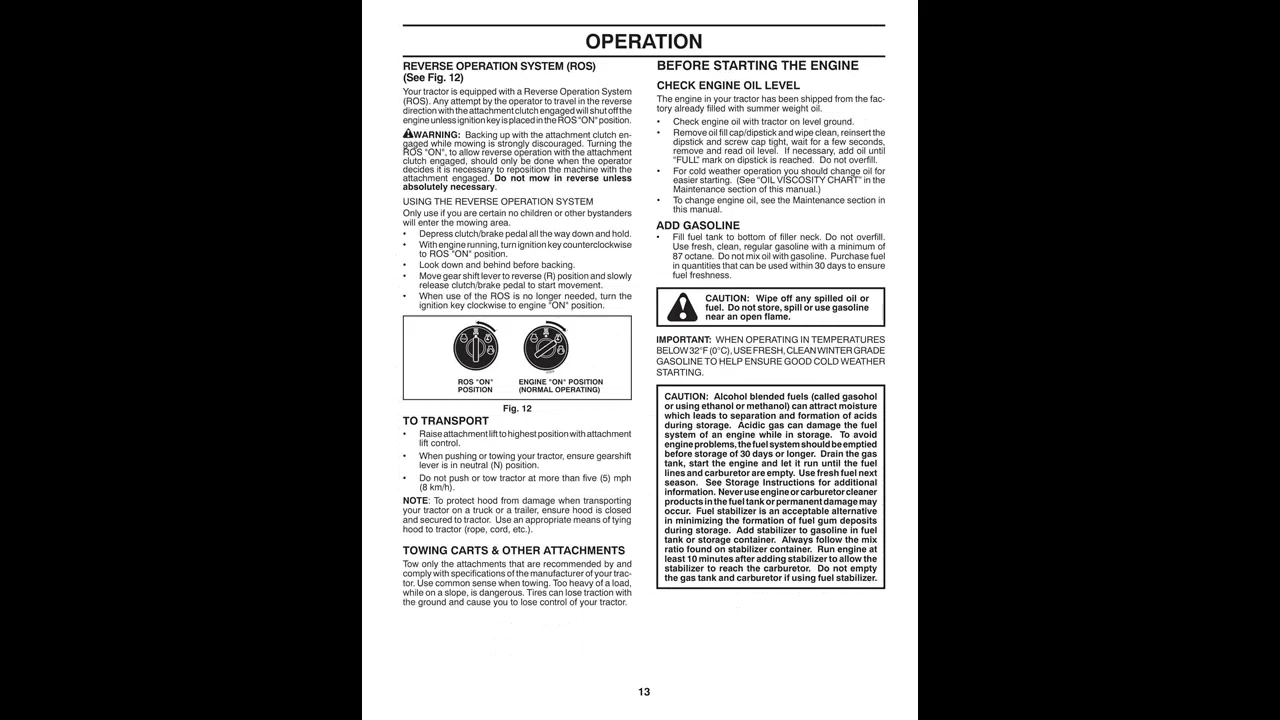 OPERATION
REVERSE OPERATION SYSTEM (ROS)
(See Fig. 12)
Your tractor is equipped with a Reverse Operation System
(ROS). Any attempt by the operator to travel in the reverse
direction with the attachment clutch engaged will shut off the
engine unless ignition key is placed in the ROS "ON" position.
WARNING: Backing up with the attachment clutch en-
gaged while mowing is strongly discouraged. Turning the
ROS "ON", to allow reverse operation with the attachment
clutch engaged, should only be done when the operator
decides it is necessary to reposition the machine with the
attachment engaged. Do not mow in reverse unless
absolutely necessary.
USING THE REVERSE OPERATION SYSTEM
Only use if you are certain no children or other bystanders
will enter the mowing area.
• Depress clutch/brake pedal all the way down and hold.
• With engine running, turn ignition key counterclockwise
to ROS "ON" position.
• Look down and behind before backing.
• Move gear shift lever to reverse (R) position and slowly
release clutch/brake pedal to start movement.
• When use of the ROS is no longer needed, turn the
ignition key clockwise to engine "ON" position.
ROS "ON"
POSITION
ENGINE "ON" POSITION
(NORMAL OPERATING)
Fig. 12
TO TRANSPORT
• Raise attachment lift to highest position with attachment
lift control.
• When pushing or towing your tractor, ensure gearshift
lever is in neutral (N) position.
• Do not push or tow tractor at more than five (5) mph
(8 km/h).
NOTE: To protect hood from damage when transporting
your tractor on a truck or a trailer, ensure hood is closed
and secured to tractor. Use an appropriate means of tying
hood to tractor (rope, cord, etc.).
TOWING CARTS & OTHER ATTACHMENTS
Tow only the attachments that are recommended by and
comply with specifications of the manufacturer of your trac-
tor. Use common sense when towing. Too heavy of a load,
while on a slope, is dangerous. Tires can lose traction with
the ground and cause you to lose control of your tractor.
BEFORE STARTING THE ENGINE
CHECK ENGINE OIL LEVEL
The engine in your tractor has been shipped from the fac-
tory already filled with summer weight oil.
• Check engine oil with tractor on level ground.
• Remove oil fill cap/dipstick and wipe clean, reinsert the
dipstick and screw cap tight, wait for a few seconds,
remove and read oil level. If necessary, add oil until
“FULL” mark on dipstick is reached. Do not overfill.
• For cold weather operation you should change oil for
easier starting. (See “OIL VISCOSITY CHART” in the
Maintenance section of this manual.)
• To change engine oil, see the Maintenance section in
this manual.
ADD GASOLINE
• Fill fuel tank to bottom of filler neck. Do not overfill.
Use fresh, clean, regular gasoline with a minimum of
87 octane. Do not mix oil with gasoline. Purchase fuel
in quantities that can be used within 30 days to ensure
fuel freshness.
CAUTION: Wipe off any spilled oil or
fuel. Do not store, spill or use gasoline
near an open flame.
IMPORTANT: WHEN OPERATING IN TEMPERATURES
BELOW 32°F (0°C), USE FRESH, CLEAN WINTER GRADE
GASOLINE TO HELP ENSURE GOOD COLD WEATHER
STARTING.
CAUTION: Alcohol blended fuels (called gasohol
or using ethanol or methanol) can attract moisture
which leads to separation and formation of acids
during storage. Acidic gas can damage the fuel
system of an engine while in storage. To avoid
engine problems, the fuel system should be emptied
before storage of 30 days or longer. Drain the gas
tank, start the engine and let it run until the fuel
lines and carburetor are empty. Use fresh fuel next
season. See Storage Instructions for additional
information. Never use engine or carburetor cleaner
products in the fuel tank or permanent damage may
occur. Fuel stabilizer is an acceptable alternative
in minimizing the formation of fuel gum deposits
during storage. Add stabilizer to gasoline in fuel
tank or storage container. Always follow the mix
ratio found on stabilizer container. Run engine at
least 10 minutes after adding stabilizer to allow the
stabilizer to reach the carburetor. Do not empty
the gas tank and carburetor if using fuel stabilizer.
13